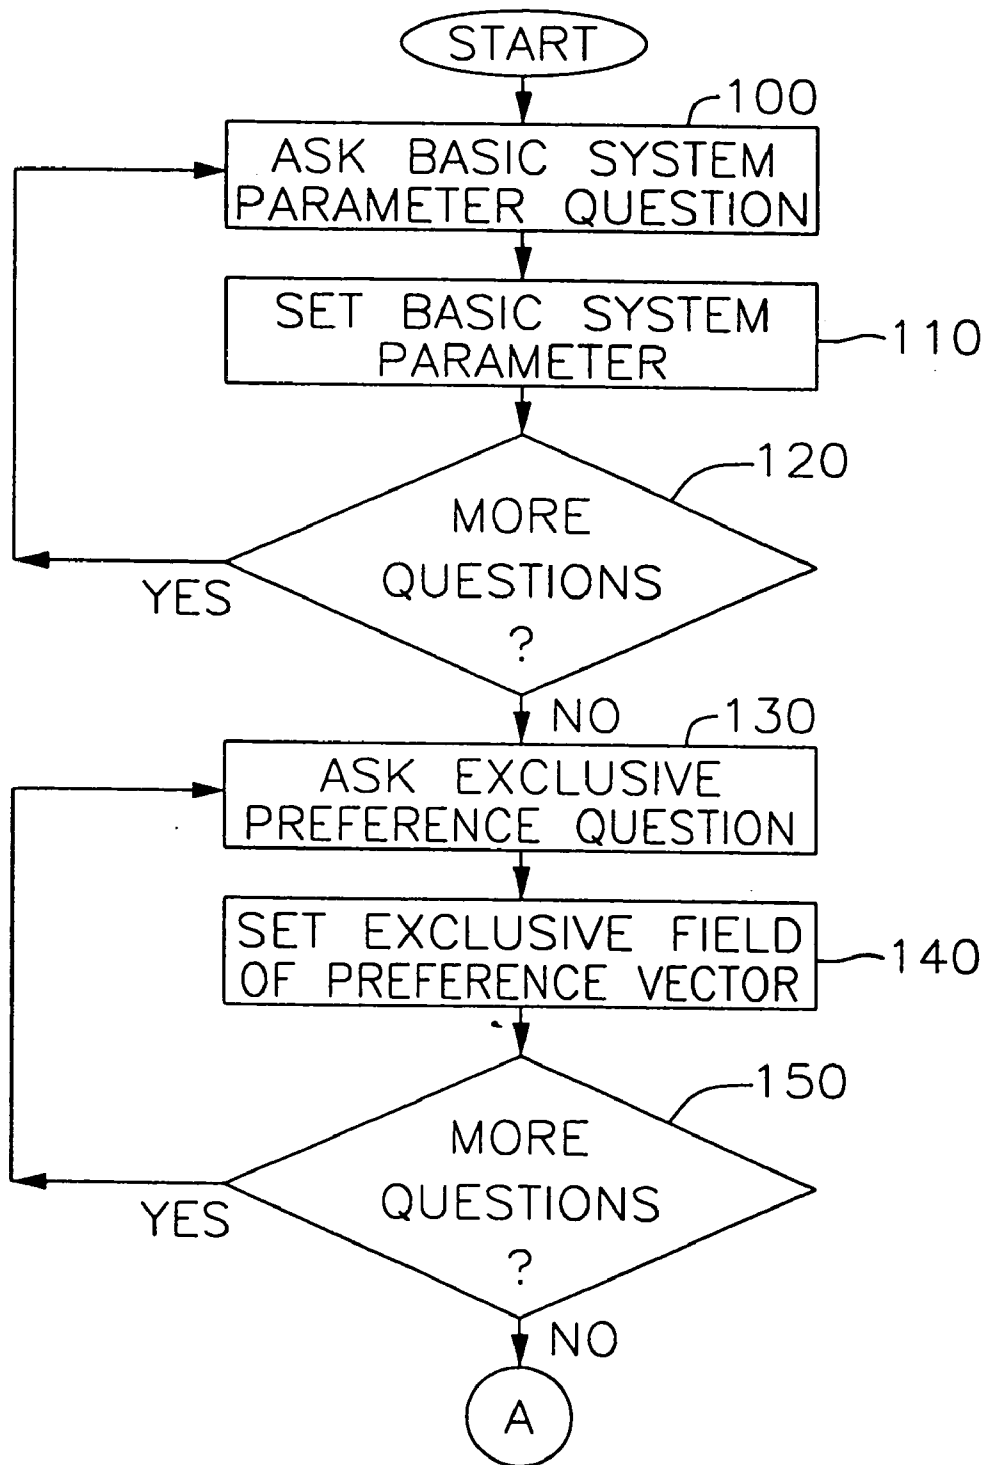 START
100
ASK BASIC SYSTEM
PARAMETER QUESTION
SET BASIC SYSTEM
PARAMETER
110
120
MORE
QUESTIONS
?
YES
NO
130
ASK EXCLUSIVE
PREFERENCE QUESTION
SET EXCLUSIVE FIELD
OF PREFERENCE VECTOR
140
150
MORE
QUESTIONS
?
YES
NO
A